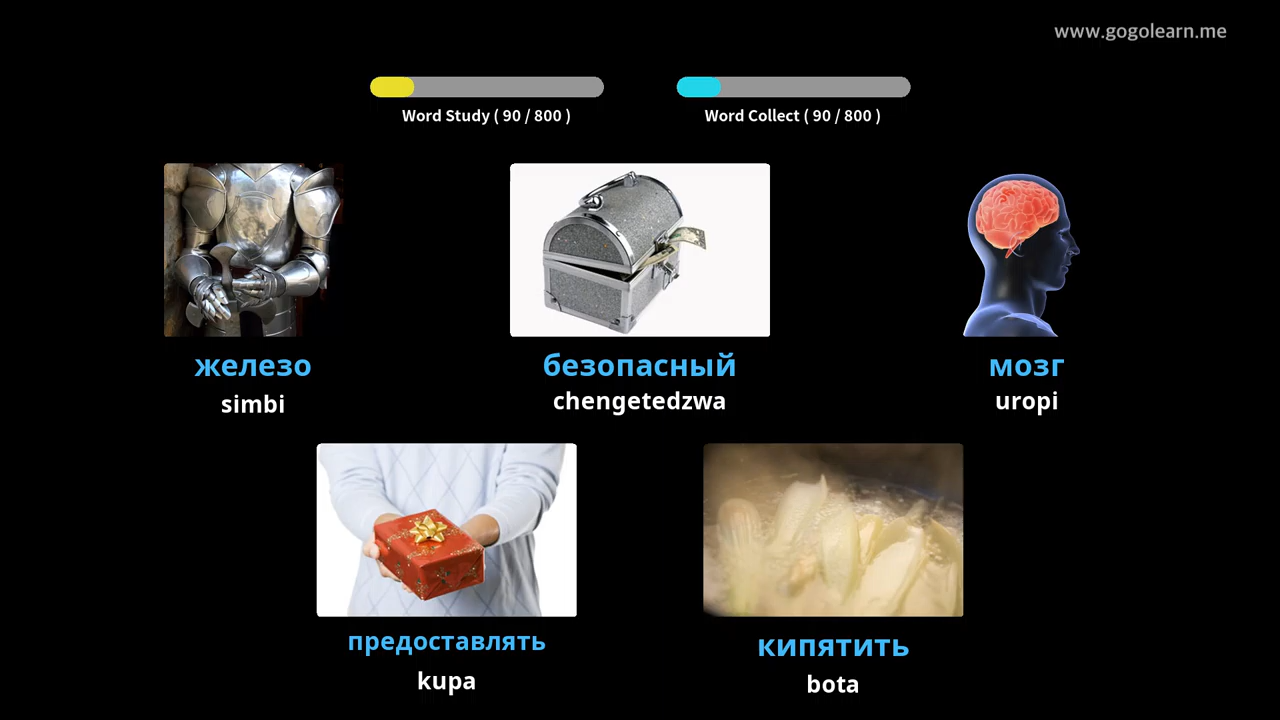 www.gogolearn.me
Word Study ( 90 / 800 )
Word Collect ( 90 / 800 )
железо
simbi
безопасный
chengetedzwa
мозг
uropi
предоставлять
kupa
кипятить
bota